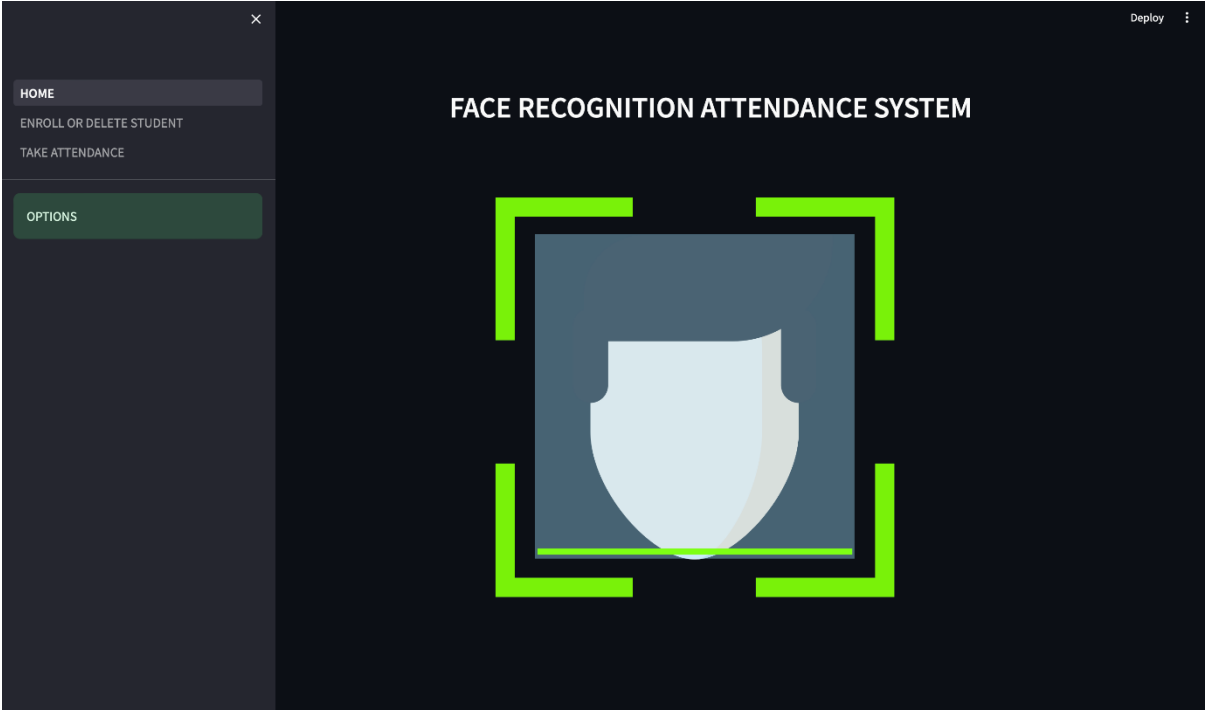 Deploy
HOME
ENROLL OR DELETE STUDENT
TAKE ATTENDANCE
OPTIONS
FACE RECOGNITION ATTENDANCE SYSTEM